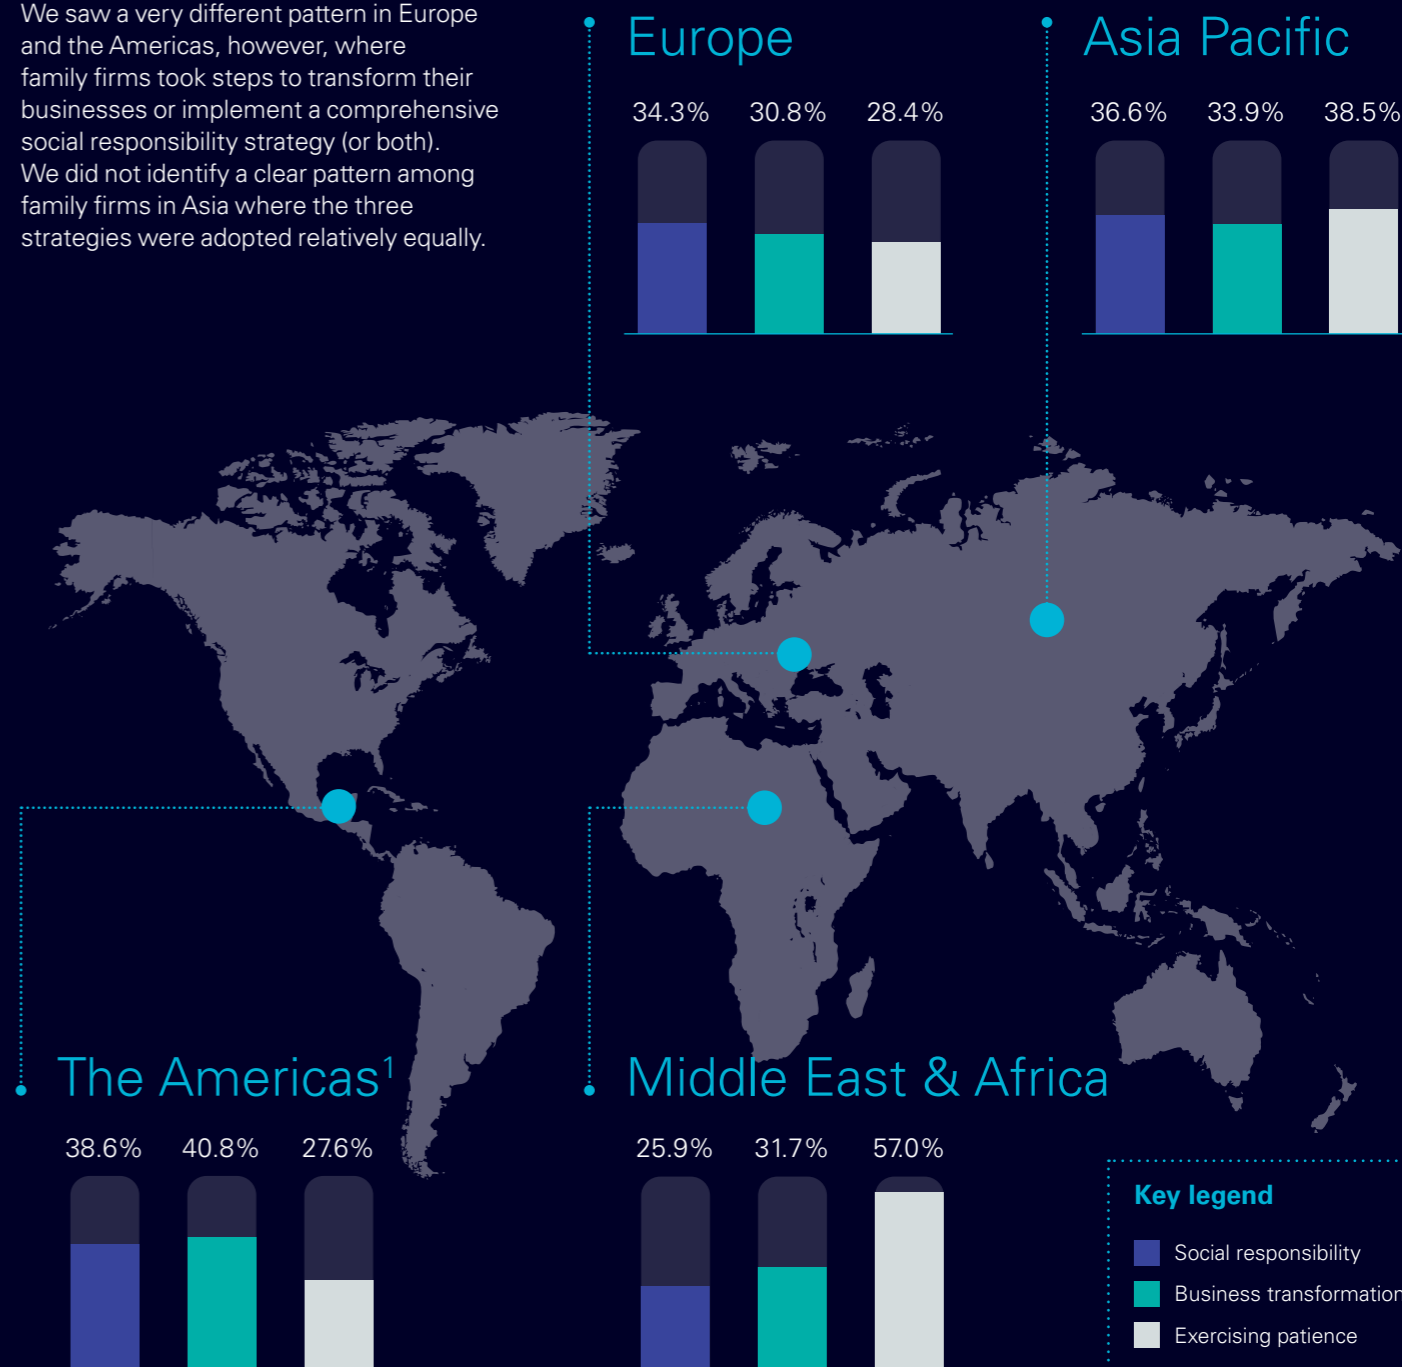 We saw a very different pattern in Europe
and the Americas, however, where
family firms took steps to transform their
businesses or implement a comprehensive
social responsibility strategy (or both).
We did not identify a clear pattern among
family firms in Asia where the three
strategies were adopted relatively equally.
Europe
34.3% 30.8% 28.4%
Asia Pacific
36.6% 33.9% 38.5%
The Americas¹
38.6% 40.8% 27.6%
Middle East & Africa
25.9% 31.7% 57.0%
Key legend
Social responsibility
Business transformation
Exercising patience